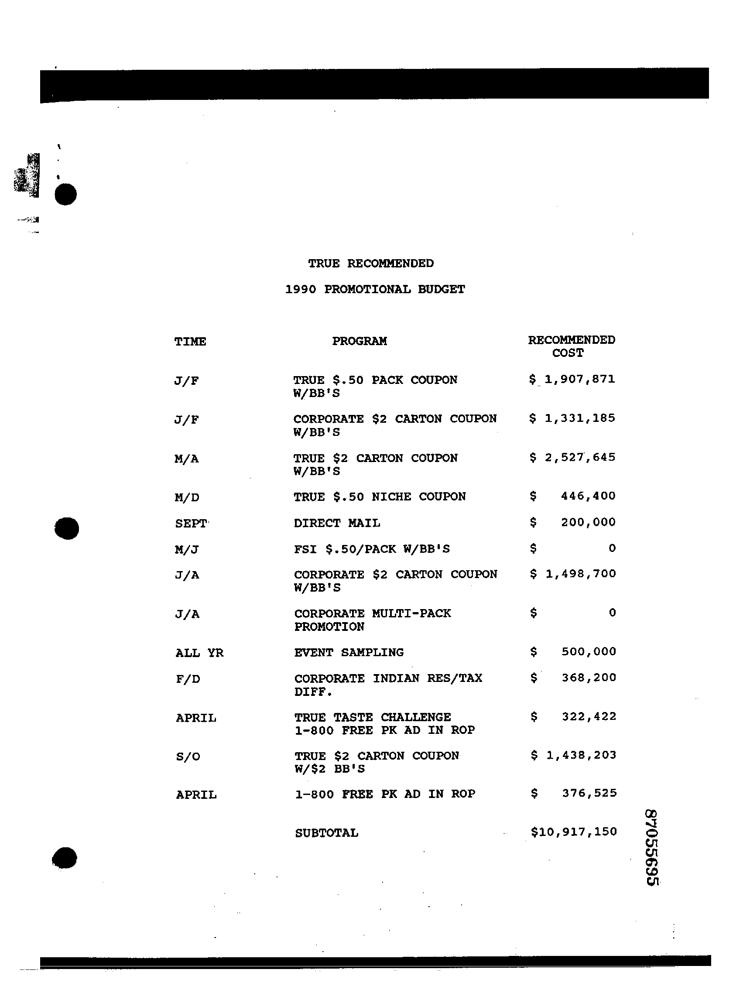 TRUE RECOMMENDED
1990 PROMOTIONAL BUDGET
TIME PROGRAM RECOMMENDED
COST
J/F TRUE $.50 PACK COUPON $ 1,907,871
W/BB'S
J/F CORPORATE $2 CARTON COUPON $ 1,331,185
W/BB'S
M/A TRUE $2 CARTON COUPON $ 2,527,645
W/BB'S
M/D TRUE $.50 NICHE COUPON $ 446,400
SEPT DIRECT MAIL $ 200,000
M/J FSI $.50/PACK W/BB'S $ 0
J/A CORPORATE $2 CARTON COUPON $ 1,498,700
W/BB'S
J/A CORPORATE MULTI-PACK $ 0
PROMOTION
ALL YR EVENT SAMPLING $ 500,000
F/D CORPORATE INDIAN RES/TAX $ 368,200
DIFF.
APRIL TRUE TASTE CHALLENGE $ 322,422
1-800 FREE PK AD IN ROP
S/O TRUE $2 CARTON COUPON $ 1,438,203
W/$2 BB'S
APRIL 1-800 FREE PK AD IN ROP $ 376,525
SUBTOTAL $10,917,150
87055695